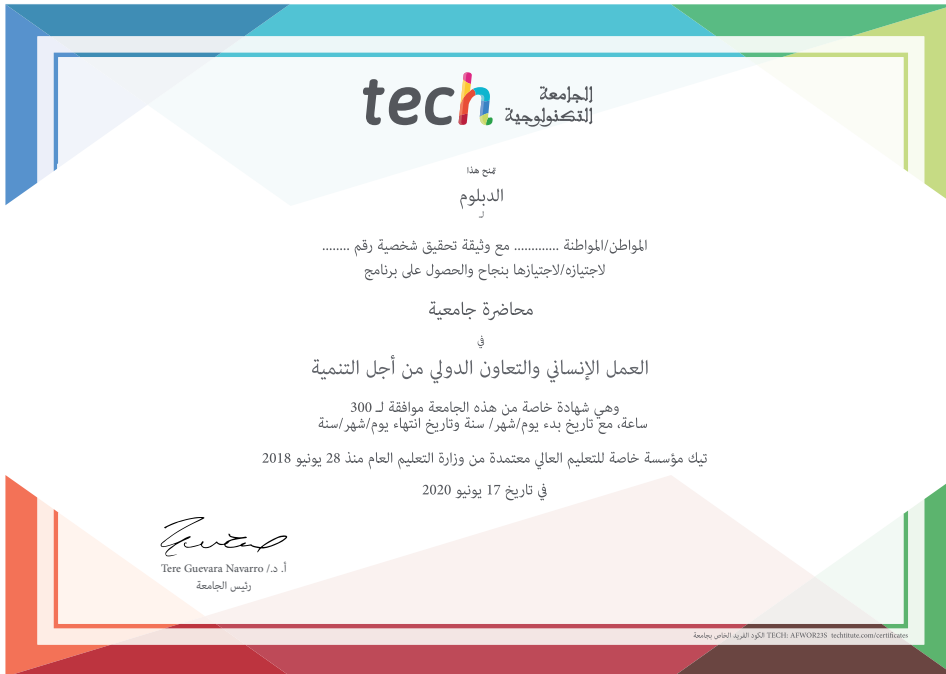 tech الجامعة
التكنولوجية
يمنح هذا
الدبلوم
لـ
المواطن/المواطنة ............. مع وثيقة تحقيق شخصية رقم ........
لاجتيازه/لاجتيازها بنجاح والحصول على برنامج
محاضرة جامعية
في
العمل الإنساني والتعاون الدولي من أجل التنمية
وهي شهادة خاصة من هذه الجامعة موافقة لـ 300
ساعة، مع تاريخ بدء يوم/شهر/ سنة وتاريخ انتهاء يوم/شهر/سنة
تيك مؤسسة خاصة للتعليم العالي معتمدة من وزارة التعليم العام منذ 28 يونيو 2018
في تاريخ 17 يونيو 2020
أ. د./ Tere Guevara Navarro
رئيس الجامعة
الكود الفريد الخاص بجامعة TECH: AFWOR23S techtitute.com/certificates